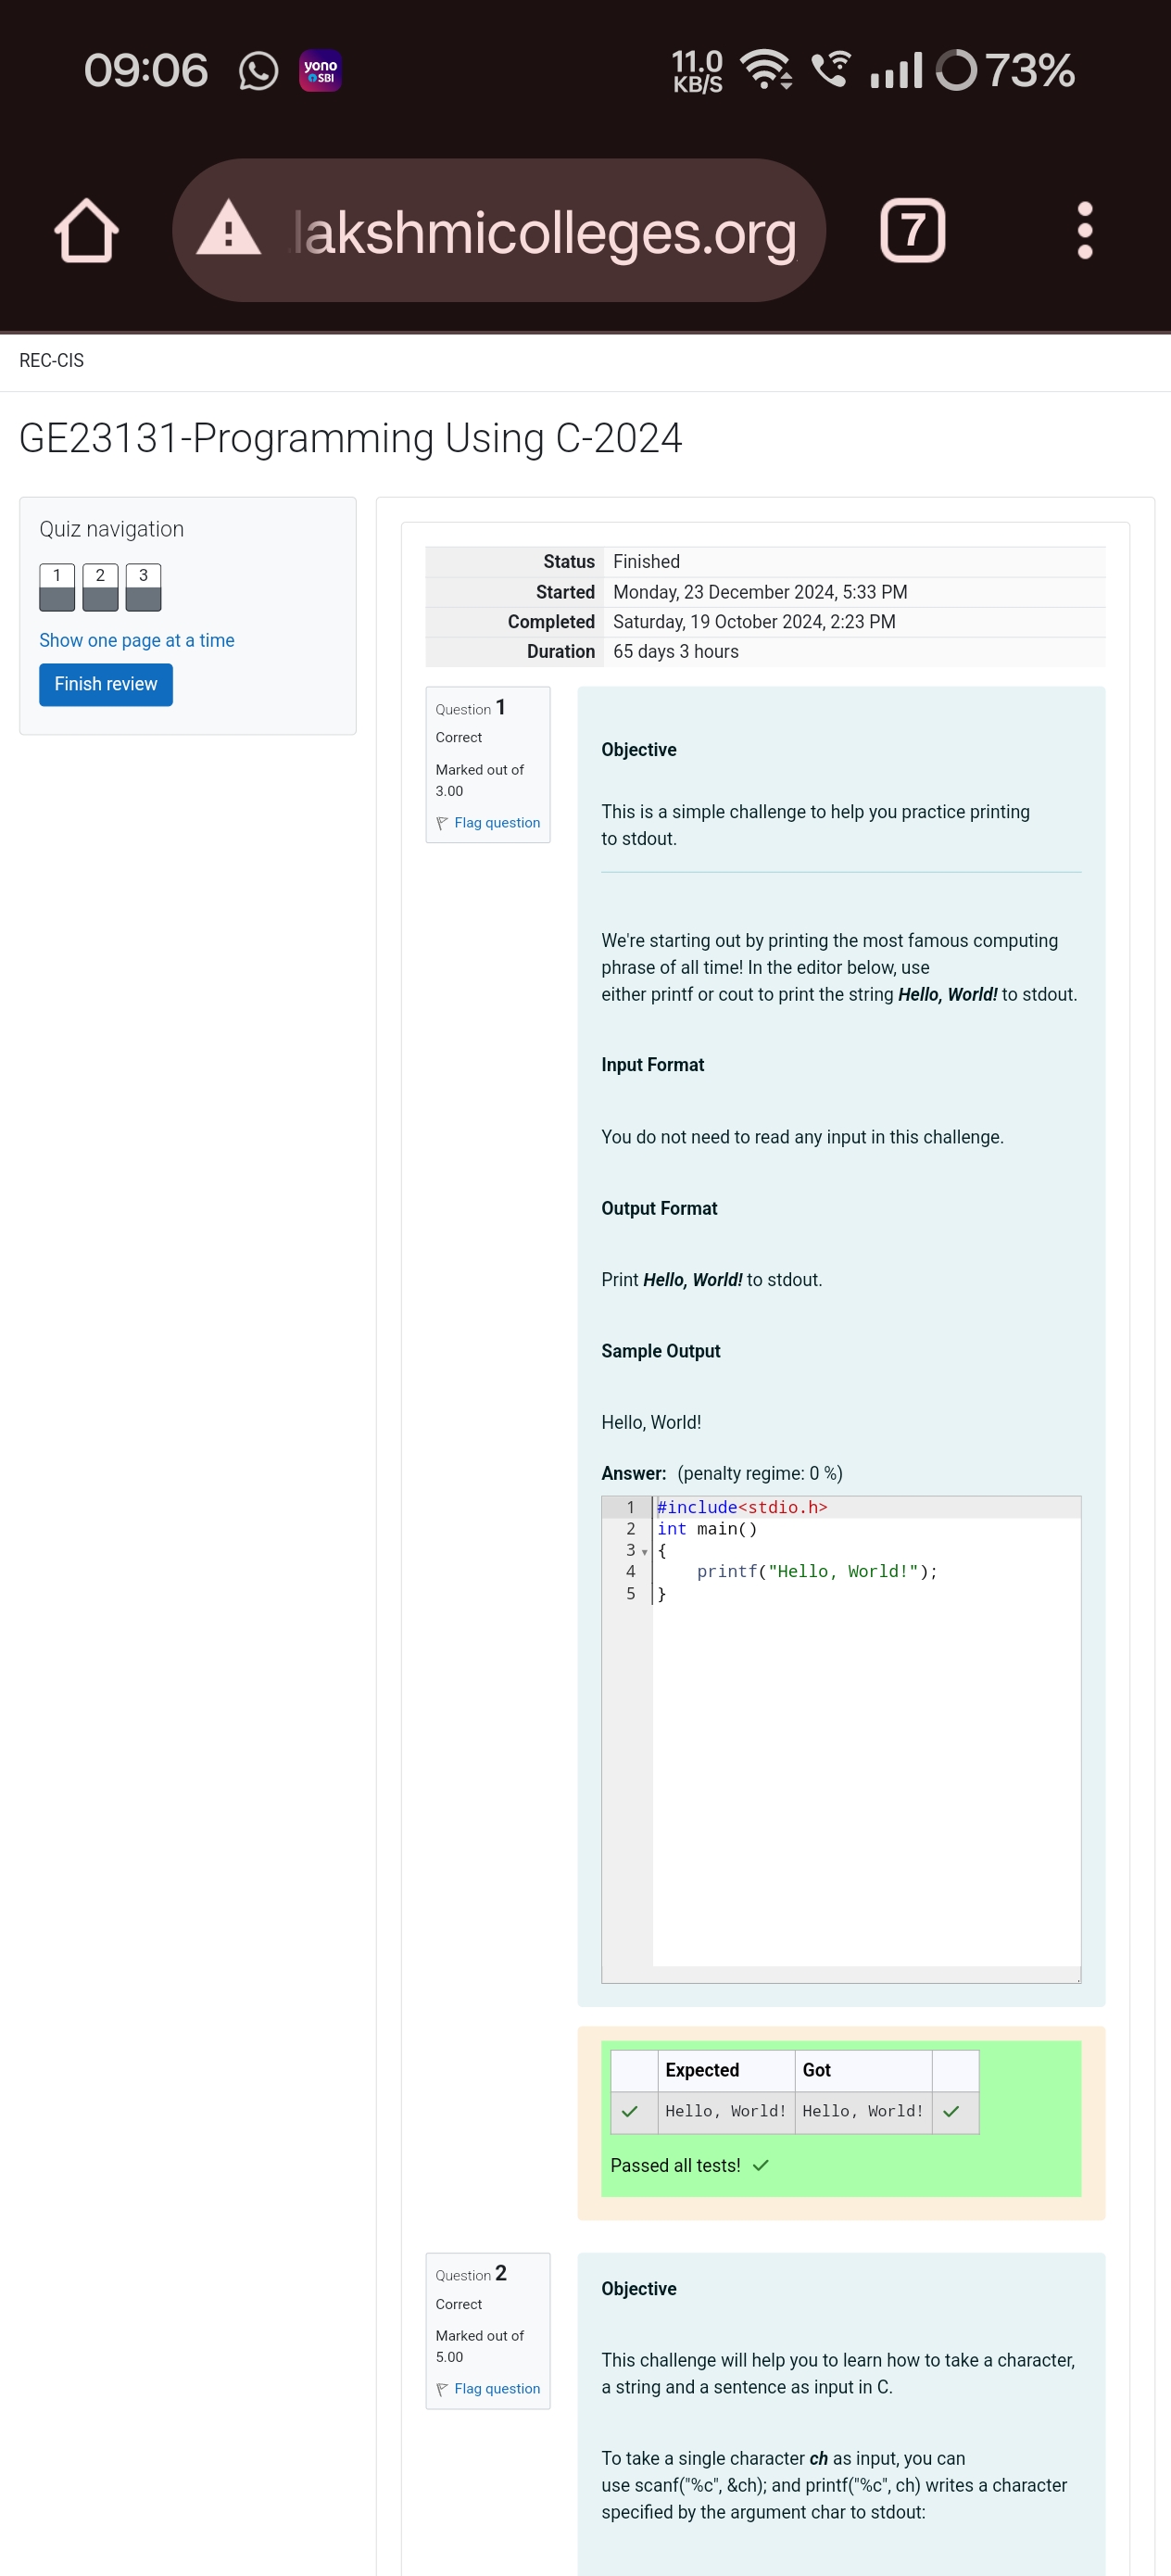 09:06
yono
SBI
11.0
KB/S
73%
lakshmicolleges.org
7
REC-CIS
GE23131-Programming Using C-2024
Quiz navigation
1 2 3
Show one page at a time
Finish review
Status Finished
Started Monday, 23 December 2024, 5:33 PM
Completed Saturday, 19 October 2024, 2:23 PM
Duration 65 days 3 hours
Question 1
Correct
Marked out of
3.00
Flag question
Objective
This is a simple challenge to help you practice printing
to stdout.
We're starting out by printing the most famous computing
phrase of all time! In the editor below, use
either printf or cout to print the string Hello, World! to stdout.
Input Format
You do not need to read any input in this challenge.
Output Format
Print Hello, World! to stdout.
Sample Output
Hello, World!
Answer: (penalty regime: 0 %)
1 #include<stdio.h>
2 int main()
3 {
4     printf("Hello, World!");
5 }
Expected Got
Hello, World! Hello, World!
Passed all tests!
Question 2
Correct
Marked out of
5.00
Flag question
Objective
This challenge will help you to learn how to take a character,
a string and a sentence as input in C.
To take a single character ch as input, you can
use scanf("%c", &ch); and printf("%c", ch) writes a character
specified by the argument char to stdout: